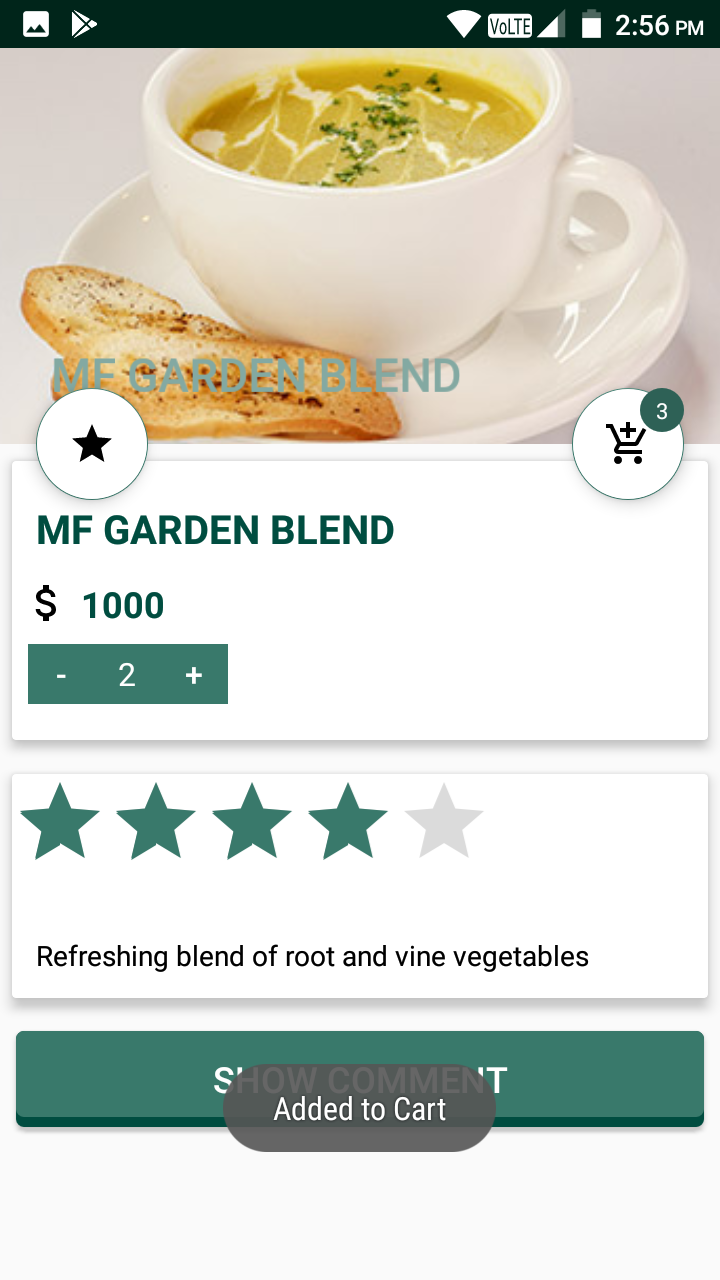 VoLTE 2:56 PM
MF GARDEN BLEND
3
MF GARDEN BLEND
$ 1000
- 2 +
Refreshing blend of root and vine vegetables
SHOW COMMENT
Added to Cart